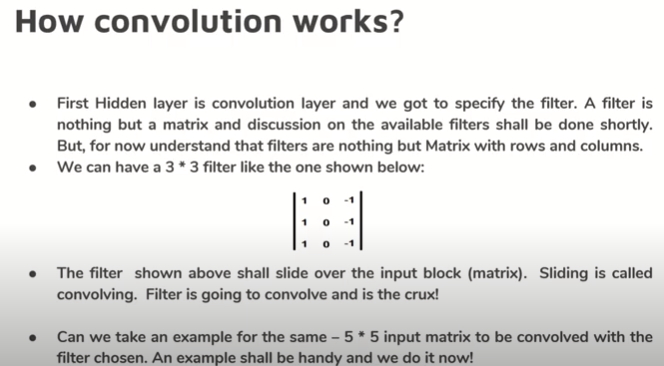 How convolution works?
• First Hidden layer is convolution layer and we got to specify the filter. A filter is
nothing but a matrix and discussion on the available filters shall be done shortly.
But, for now understand that filters are nothing but Matrix with rows and columns.
• We can have a 3 * 3 filter like the one shown below:
1 0 -1
1 0 -1
1 0 -1
• The filter shown above shall slide over the input block (matrix). Sliding is called
convolving. Filter is going to convolve and is the crux!
• Can we take an example for the same – 5 * 5 input matrix to be convolved with the
filter chosen. An example shall be handy and we do it now!